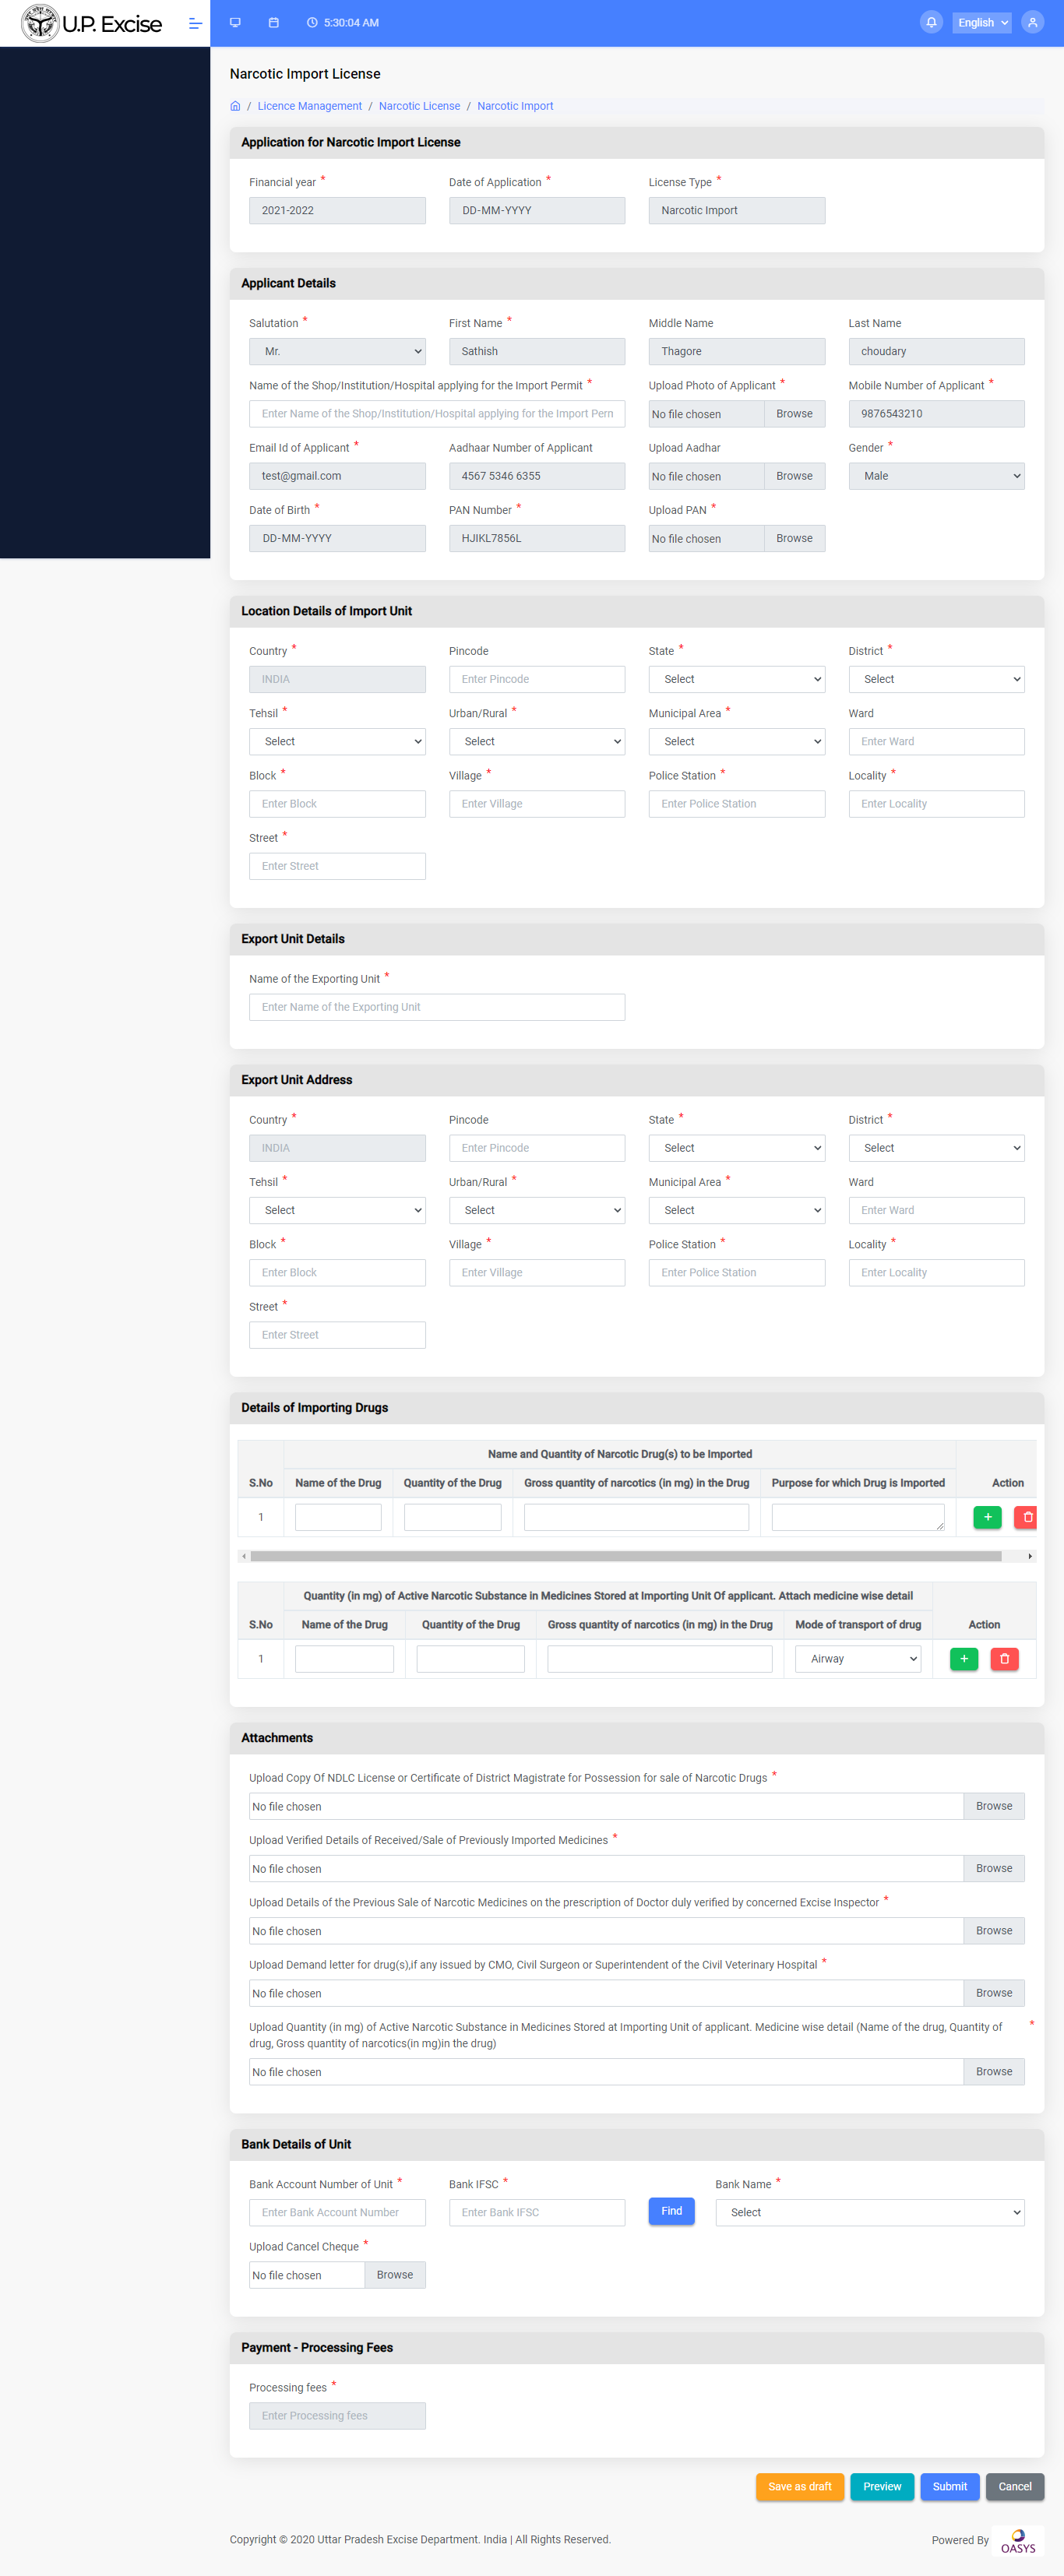 U.P. Excise
5:30:04 AM
English
Narcotic Import License
/ Licence Management / Narcotic License / Narcotic Import
Application for Narcotic Import License
Financial year * Date of Application * License Type *
2021-2022 DD-MM-YYYY Narcotic Import
Applicant Details
Salutation * First Name * Middle Name Last Name
Mr. Sathish Thagore choudary
Name of the Shop/Institution/Hospital applying for the Import Permit * Upload Photo of Applicant * Mobile Number of Applicant *
Enter Name of the Shop/Institution/Hospital applying for the Import Pern No file chosen Browse 9876543210
Email Id of Applicant * Aadhaar Number of Applicant Upload Aadhar Gender *
test@gmail.com 4567 5346 6355 No file chosen Browse Male
Date of Birth * PAN Number * Upload PAN *
DD-MM-YYYY HJIKL7856L No file chosen Browse
Location Details of Import Unit
Country * Pincode State * District *
INDIA Enter Pincode Select Select
Tehsil * Urban/Rural * Municipal Area * Ward
Select Select Select Enter Ward
Block * Village * Police Station * Locality *
Enter Block Enter Village Enter Police Station Enter Locality
Street *
Enter Street
Export Unit Details
Name of the Exporting Unit *
Enter Name of the Exporting Unit
Export Unit Address
Country * Pincode State * District *
INDIA Enter Pincode Select Select
Tehsil * Urban/Rural * Municipal Area * Ward
Select Select Select Enter Ward
Block * Village * Police Station * Locality *
Enter Block Enter Village Enter Police Station Enter Locality
Street *
Enter Street
Details of Importing Drugs
Name and Quantity of Narcotic Drug(s) to be Imported
S.No Name of the Drug Quantity of the Drug Gross quantity of narcotics (in mg) in the Drug Purpose for which Drug is Imported Action
1 +
Quantity (in mg) of Active Narcotic Substance in Medicines Stored at Importing Unit Of applicant. Attach medicine wise detail
S.No Name of the Drug Quantity of the Drug Gross quantity of narcotics (in mg) in the Drug Mode of transport of drug Action
1 Airway +
Attachments
Upload Copy Of NDLC License or Certificate of District Magistrate for Possession for sale of Narcotic Drugs *
No file chosen Browse
Upload Verified Details of Received/Sale of Previously Imported Medicines *
No file chosen Browse
Upload Details of the Previous Sale of Narcotic Medicines on the prescription of Doctor duly verified by concerned Excise Inspector *
No file chosen Browse
Upload Demand letter for drug(s),if any issued by CMO, Civil Surgeon or Superintendent of the Civil Veterinary Hospital *
No file chosen Browse
Upload Quantity (in mg) of Active Narcotic Substance in Medicines Stored at Importing Unit of applicant. Medicine wise detail (Name of the drug, Quantity of *
drug, Gross quantity of narcotics(in mg)in the drug)
No file chosen Browse
Bank Details of Unit
Bank Account Number of Unit * Bank IFSC * Bank Name *
Enter Bank Account Number Enter Bank IFSC Find Select
Upload Cancel Cheque *
No file chosen Browse
Payment - Processing Fees
Processing fees *
Enter Processing fees
Save as draft Preview Submit Cancel
Copyright © 2020 Uttar Pradesh Excise Department. India | All Rights Reserved. Powered By OASYS